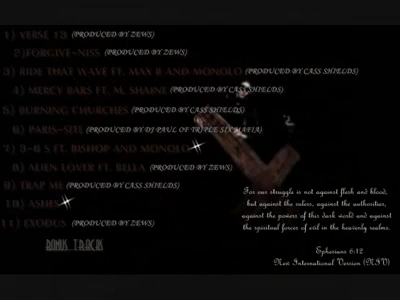 1) VERSE 13 (PRODUCED BY ZEWS)
2)FORGIVE-NISS (PRODUCED BY ZEWS)
3) RIDE THAT WAVE FT. MAX B AND MONOLO (PRODUCED BY CASS SHIELDS)
4) MERCY BARS FT. M. SHAINE (PRODUCED BY CASS SHIELDS)
5) BURNING CHURCHES (PRODUCED BY CASS SHIELDS)
6) (PRODUCED BY DJ PAUL OF TRIPLE SIX MAFIA)
7) 3-6 5 FT. BISHOP AND MONOLO
8) ALIEN LOVER FT. BELLA (PRODUCED BY ZEWS)
9) TRAP ME (PRODUCED BY CASS SHIELDS)
10) ASHES
11) EXODUS (PRODUCED BY ZEWS)
BONUS TRACKS
For our struggle is not against flesh and blood,
but against the rulers, against the authorities,
against the powers of this dark world and against
the spiritual forces of evil in the heavenly realms.
Ephesians 6:12
New International Version (NIV)